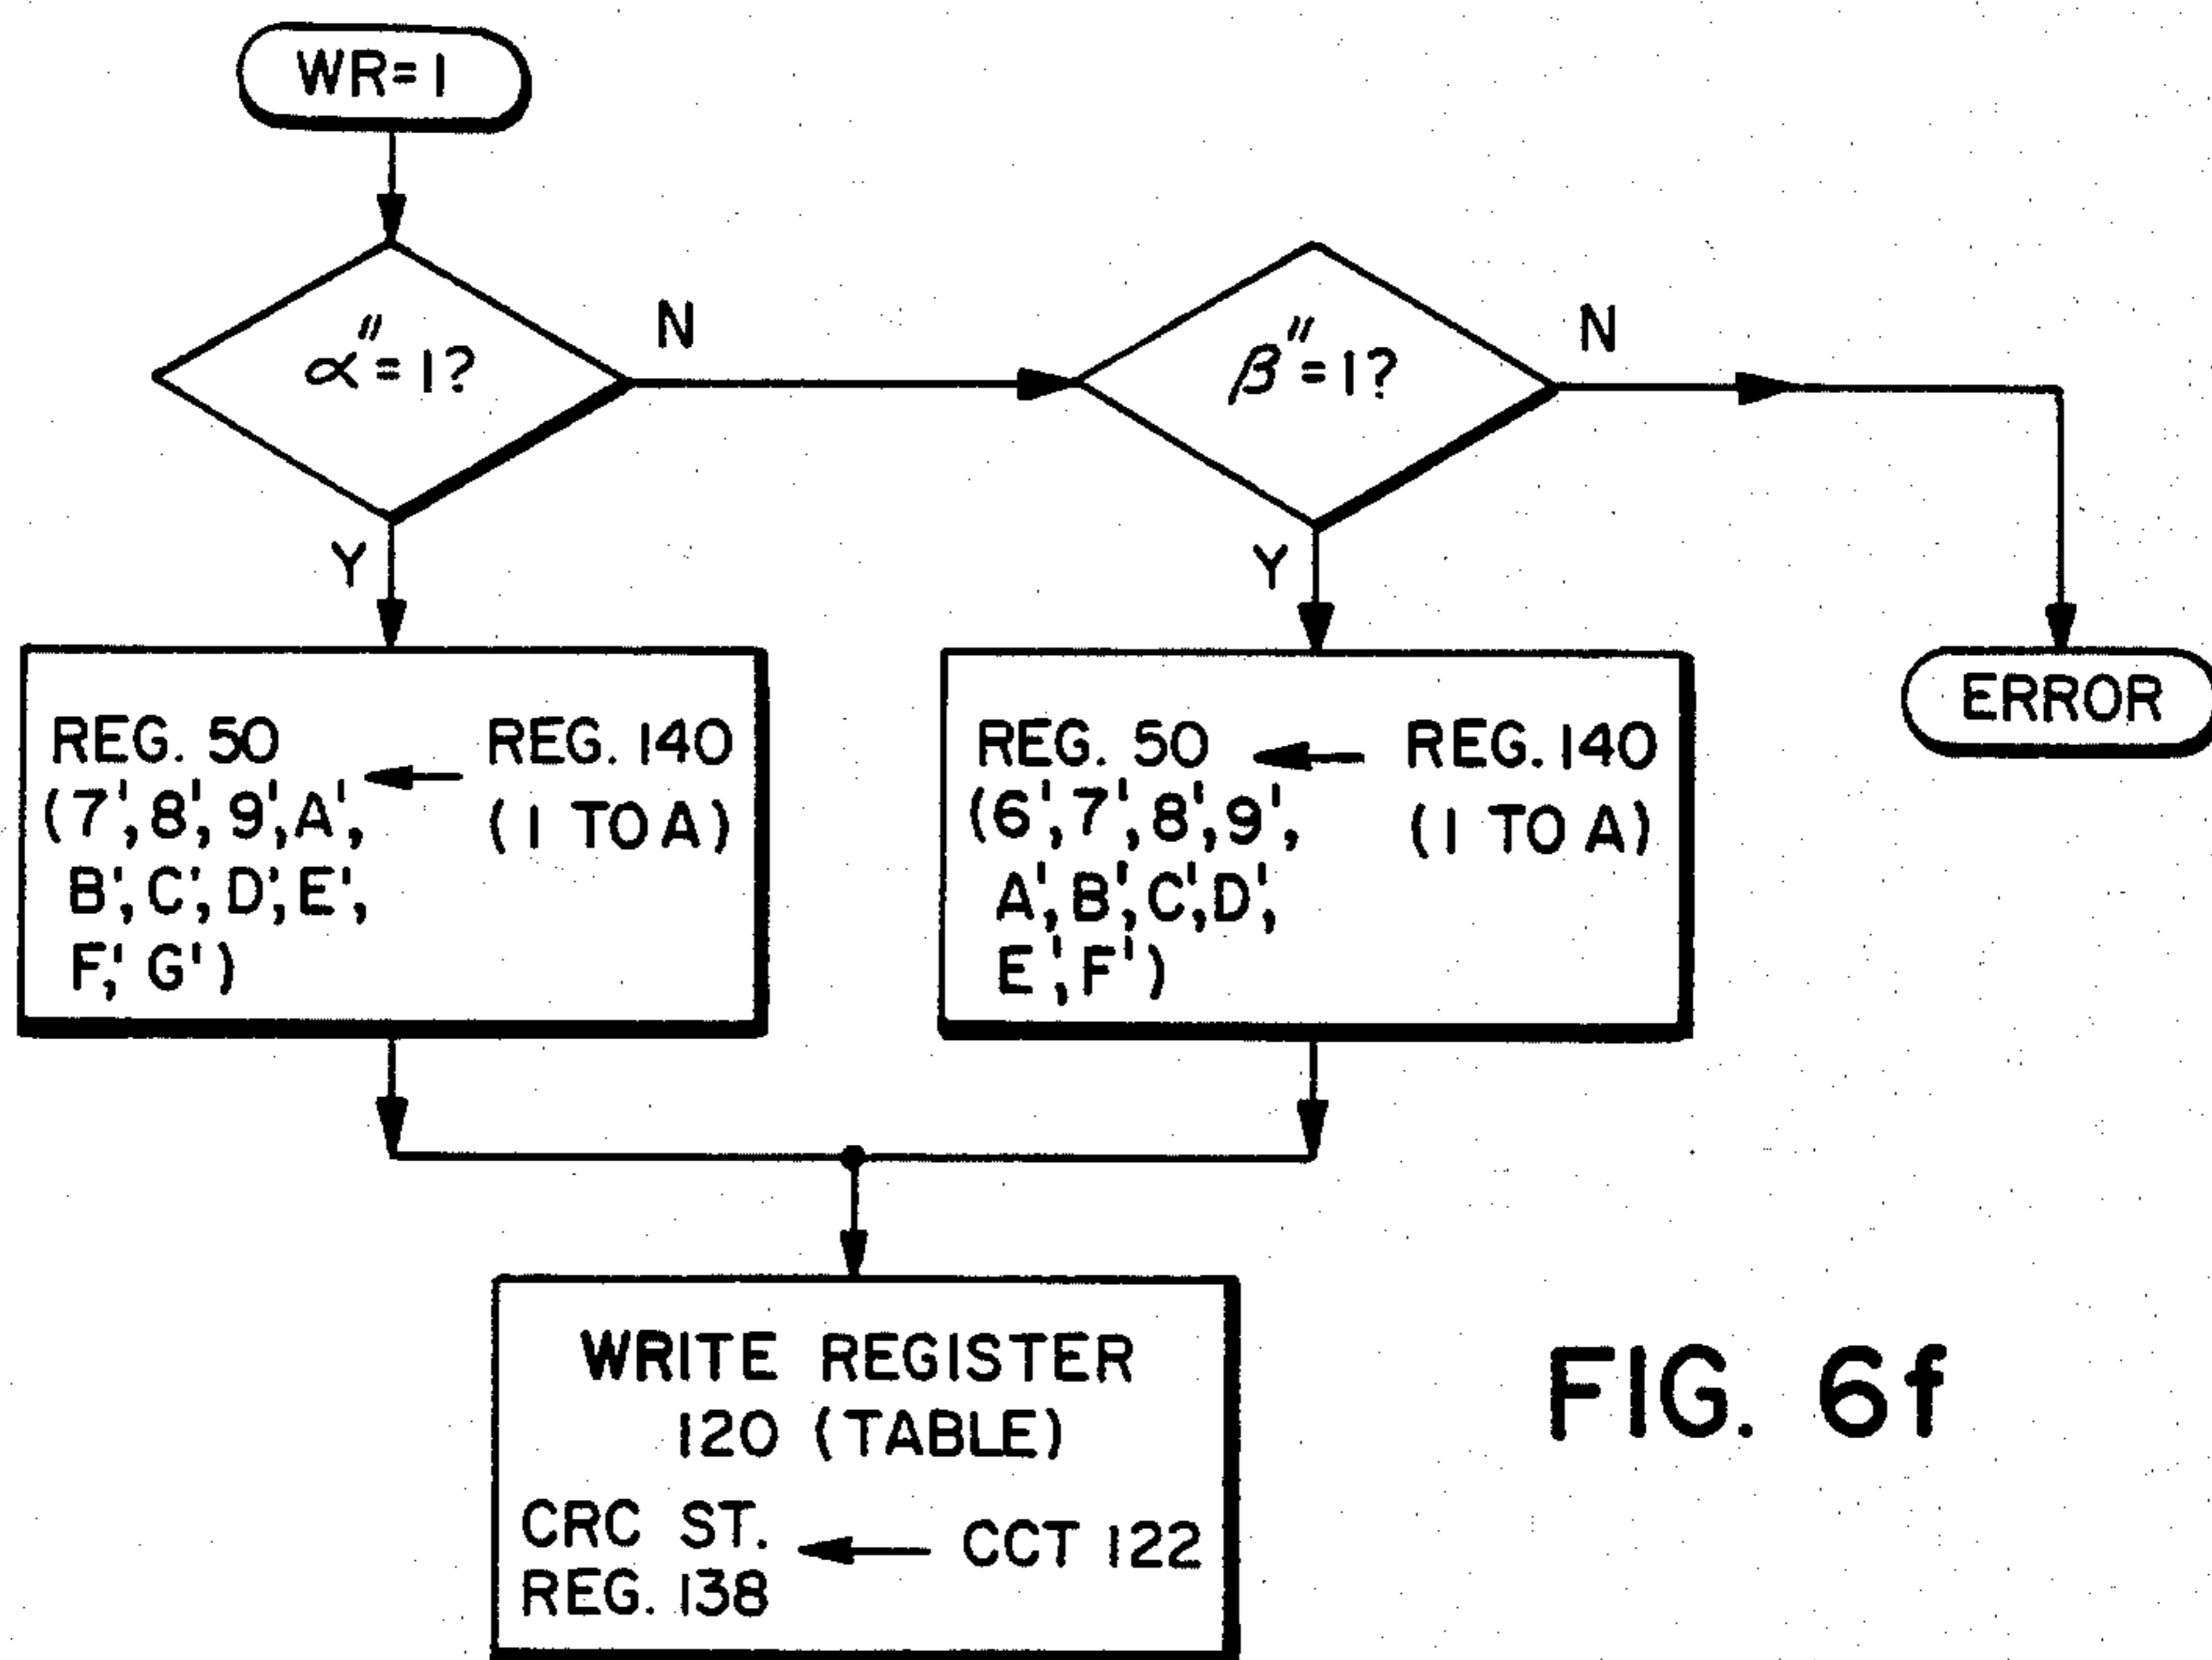 WR=1
α"=1?
N
β"=1?
N
Y
Y
REG. 50
(7',8',9',A',
B',C',D',E',
F',G')
REG. 140
(1 TO A)
REG. 50
(6',7',8',9',
A',B',C',D',
E',F')
REG. 140
(1 TO A)
ERROR
WRITE REGISTER
120 (TABLE)
CRC ST.
REG. 138
CCT 122
FIG. 6f